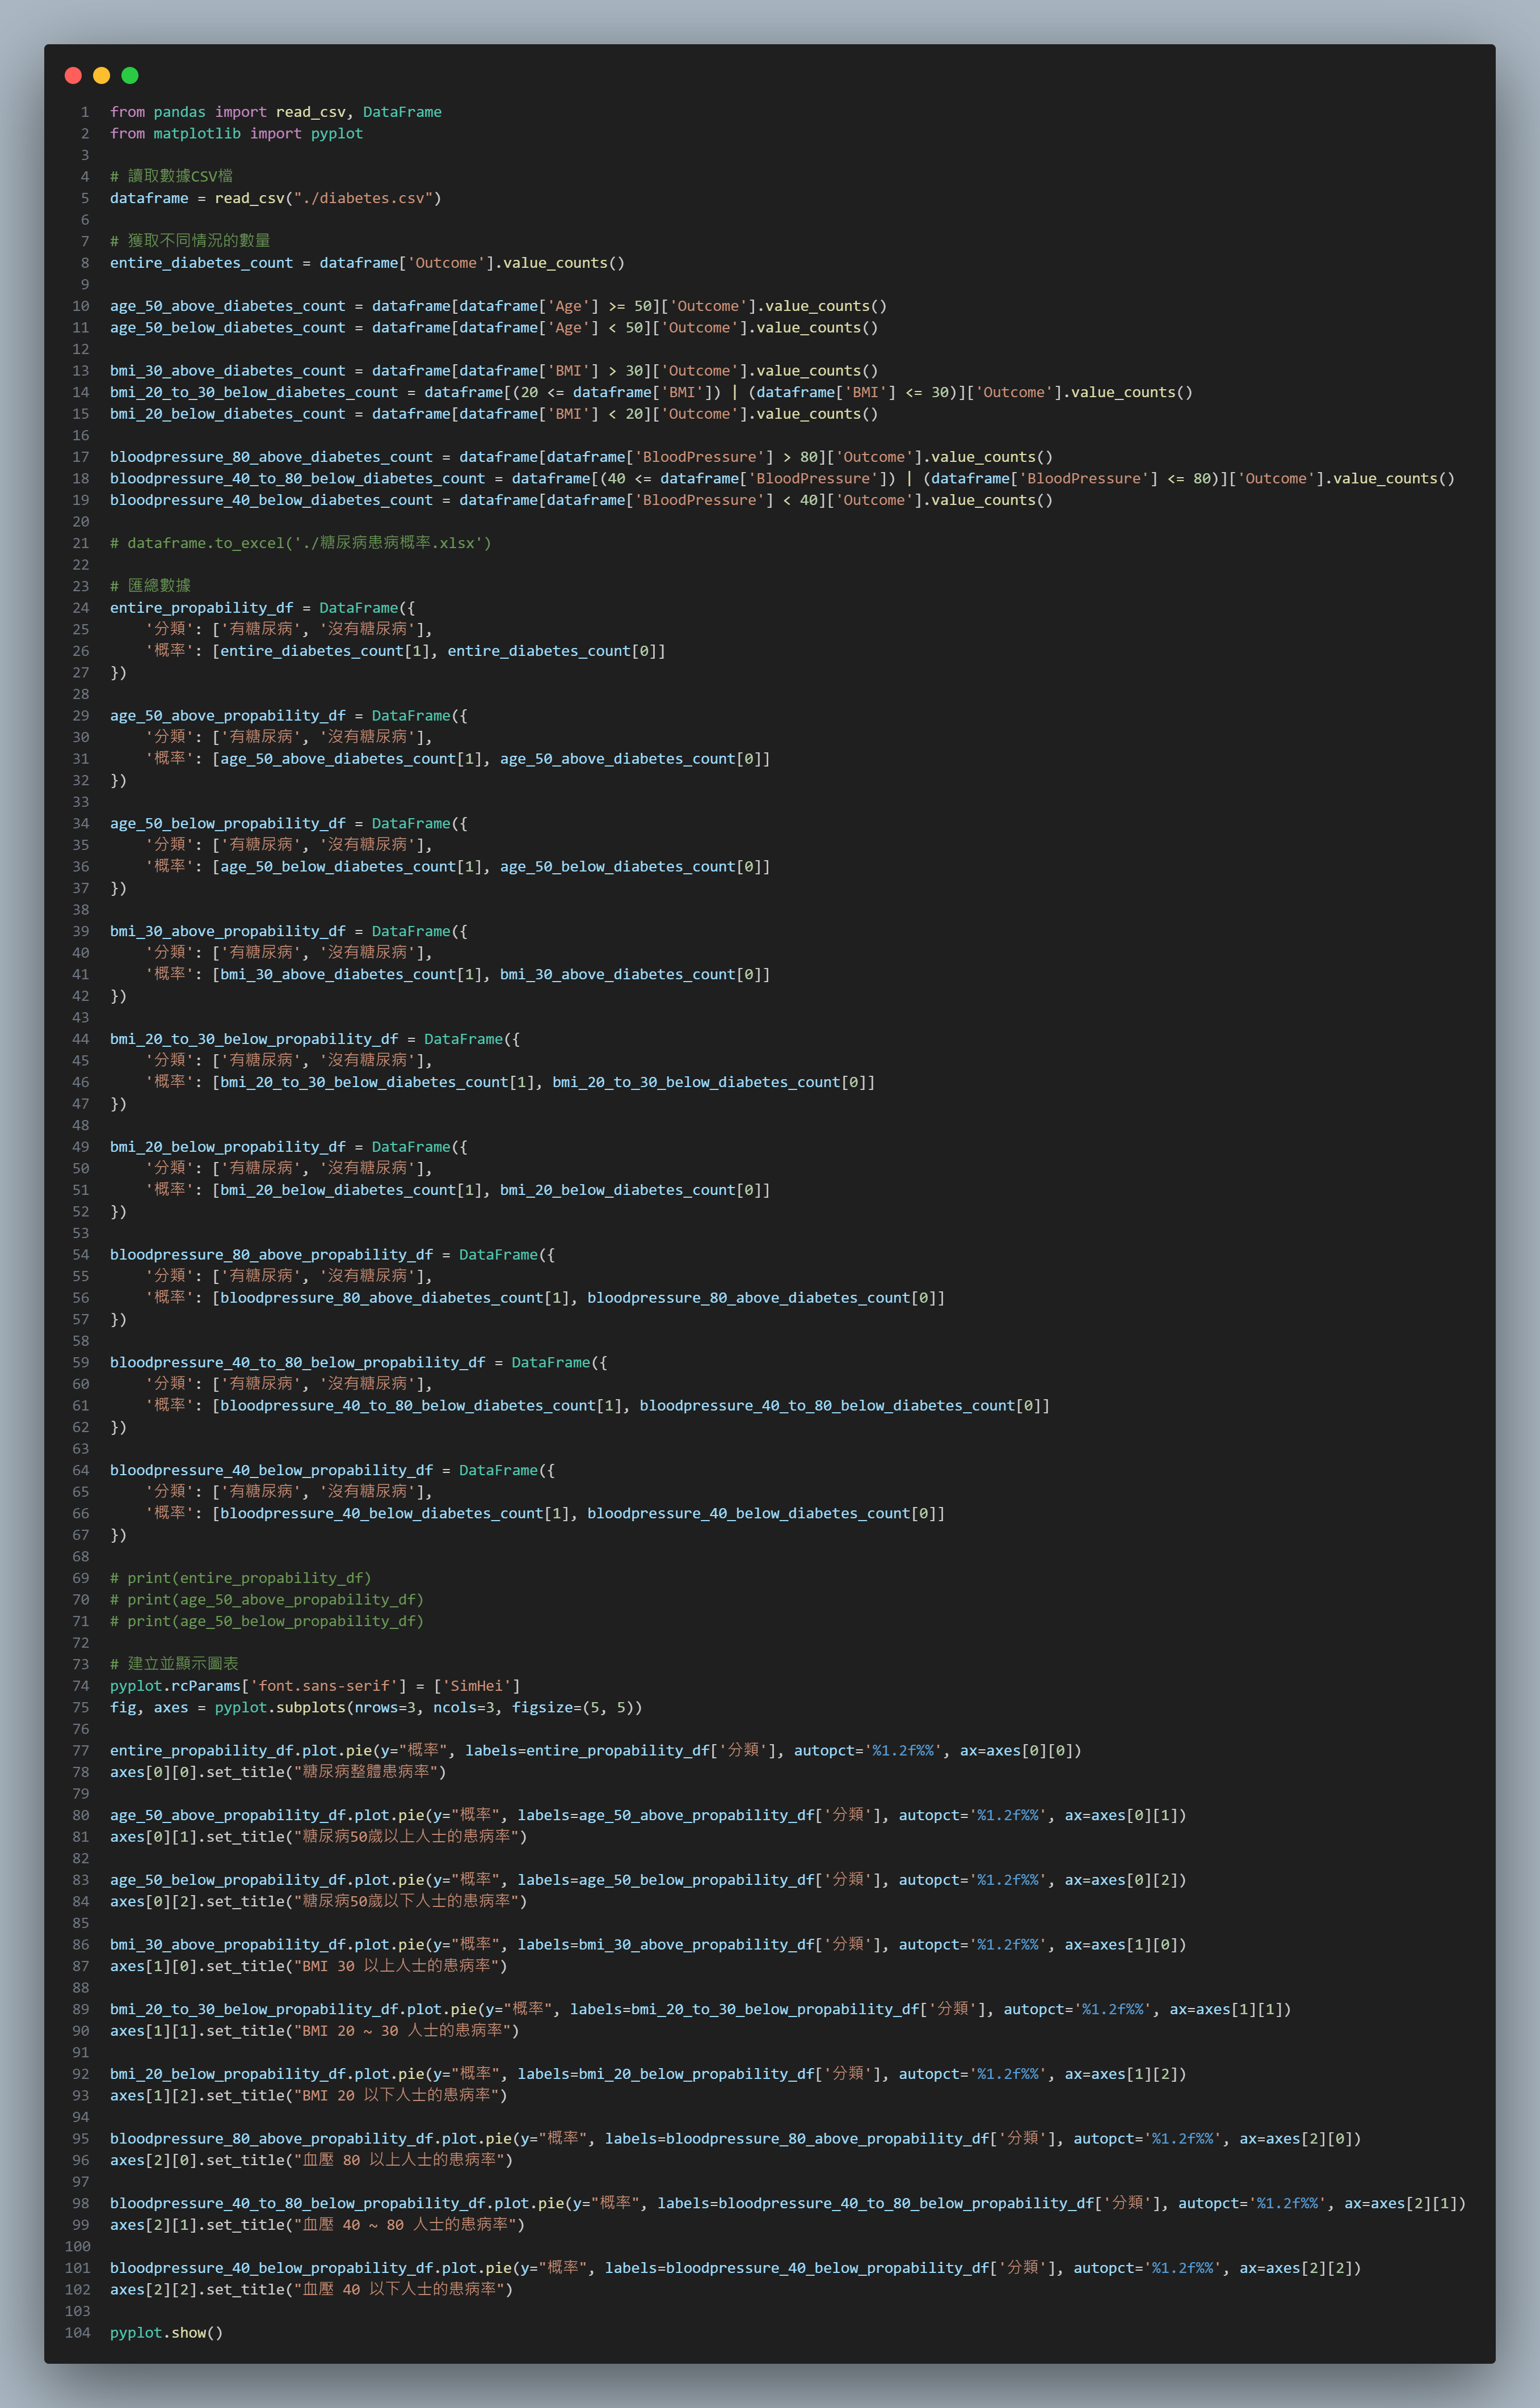 1 from pandas import read_csv, DataFrame
2 from matplotlib import pyplot
3
4 # 讀取數據CSV檔
5 dataframe = read_csv("./diabetes.csv")
6
7 # 獲取不同情況的數量
8 entire_diabetes_count = dataframe['Outcome'].value_counts()
9
10 age_50_above_diabetes_count = dataframe[dataframe['Age'] >= 50]['Outcome'].value_counts()
11 age_50_below_diabetes_count = dataframe[dataframe['Age'] < 50]['Outcome'].value_counts()
12
13 bmi_30_above_diabetes_count = dataframe[dataframe['BMI'] > 30]['Outcome'].value_counts()
14 bmi_20_to_30_below_diabetes_count = dataframe[(20 <= dataframe['BMI']) | (dataframe['BMI'] <= 30)]['Outcome'].value_counts()
15 bmi_20_below_diabetes_count = dataframe[dataframe['BMI'] < 20]['Outcome'].value_counts()
16
17 bloodpressure_80_above_diabetes_count = dataframe[dataframe['BloodPressure'] > 80]['Outcome'].value_counts()
18 bloodpressure_40_to_80_below_diabetes_count = dataframe[(40 <= dataframe['BloodPressure']) | (dataframe['BloodPressure'] <= 80)]['Outcome'].value_counts()
19 bloodpressure_40_below_diabetes_count = dataframe[dataframe['BloodPressure'] < 40]['Outcome'].value_counts()
20
21 # dataframe.to_excel('./糖尿病患病概率.xlsx')
22
23 # 匯總數據
24 entire_propability_df = DataFrame({
25     '分類': ['有糖尿病', '沒有糖尿病'],
26     '概率': [entire_diabetes_count[1], entire_diabetes_count[0]]
27 })
28
29 age_50_above_propability_df = DataFrame({
30     '分類': ['有糖尿病', '沒有糖尿病'],
31     '概率': [age_50_above_diabetes_count[1], age_50_above_diabetes_count[0]]
32 })
33
34 age_50_below_propability_df = DataFrame({
35     '分類': ['有糖尿病', '沒有糖尿病'],
36     '概率': [age_50_below_diabetes_count[1], age_50_below_diabetes_count[0]]
37 })
38
39 bmi_30_above_propability_df = DataFrame({
40     '分類': ['有糖尿病', '沒有糖尿病'],
41     '概率': [bmi_30_above_diabetes_count[1], bmi_30_above_diabetes_count[0]]
42 })
43
44 bmi_20_to_30_below_propability_df = DataFrame({
45     '分類': ['有糖尿病', '沒有糖尿病'],
46     '概率': [bmi_20_to_30_below_diabetes_count[1], bmi_20_to_30_below_diabetes_count[0]]
47 })
48
49 bmi_20_below_propability_df = DataFrame({
50     '分類': ['有糖尿病', '沒有糖尿病'],
51     '概率': [bmi_20_below_diabetes_count[1], bmi_20_below_diabetes_count[0]]
52 })
53
54 bloodpressure_80_above_propability_df = DataFrame({
55     '分類': ['有糖尿病', '沒有糖尿病'],
56     '概率': [bloodpressure_80_above_diabetes_count[1], bloodpressure_80_above_diabetes_count[0]]
57 })
58
59 bloodpressure_40_to_80_below_propability_df = DataFrame({
60     '分類': ['有糖尿病', '沒有糖尿病'],
61     '概率': [bloodpressure_40_to_80_below_diabetes_count[1], bloodpressure_40_to_80_below_diabetes_count[0]]
62 })
63
64 bloodpressure_40_below_propability_df = DataFrame({
65     '分類': ['有糖尿病', '沒有糖尿病'],
66     '概率': [bloodpressure_40_below_diabetes_count[1], bloodpressure_40_below_diabetes_count[0]]
67 })
68
69 # print(entire_propability_df)
70 # print(age_50_above_propability_df)
71 # print(age_50_below_propability_df)
72
73 # 建立並顯示圖表
74 pyplot.rcParams['font.sans-serif'] = ['SimHei']
75 fig, axes = pyplot.subplots(nrows=3, ncols=3, figsize=(5, 5))
76
77 entire_propability_df.plot.pie(y="概率", labels=entire_propability_df['分類'], autopct='%1.2f%%', ax=axes[0][0])
78 axes[0][0].set_title("糖尿病整體患病率")
79
80 age_50_above_propability_df.plot.pie(y="概率", labels=age_50_above_propability_df['分類'], autopct='%1.2f%%', ax=axes[0][1])
81 axes[0][1].set_title("糖尿病50歲以上人士的患病率")
82
83 age_50_below_propability_df.plot.pie(y="概率", labels=age_50_below_propability_df['分類'], autopct='%1.2f%%', ax=axes[0][2])
84 axes[0][2].set_title("糖尿病50歲以下人士的患病率")
85
86 bmi_30_above_propability_df.plot.pie(y="概率", labels=bmi_30_above_propability_df['分類'], autopct='%1.2f%%', ax=axes[1][0])
87 axes[1][0].set_title("BMI 30 以上人士的患病率")
88
89 bmi_20_to_30_below_propability_df.plot.pie(y="概率", labels=bmi_20_to_30_below_propability_df['分類'], autopct='%1.2f%%', ax=axes[1][1])
90 axes[1][1].set_title("BMI 20 ~ 30 人士的患病率")
91
92 bmi_20_below_propability_df.plot.pie(y="概率", labels=bmi_20_below_propability_df['分類'], autopct='%1.2f%%', ax=axes[1][2])
93 axes[1][2].set_title("BMI 20 以下人士的患病率")
94
95 bloodpressure_80_above_propability_df.plot.pie(y="概率", labels=bloodpressure_80_above_propability_df['分類'], autopct='%1.2f%%', ax=axes[2][0])
96 axes[2][0].set_title("血壓 80 以上人士的患病率")
97
98 bloodpressure_40_to_80_below_propability_df.plot.pie(y="概率", labels=bloodpressure_40_to_80_below_propability_df['分類'], autopct='%1.2f%%', ax=axes[2][1])
99 axes[2][1].set_title("血壓 40 ~ 80 人士的患病率")
100
101 bloodpressure_40_below_propability_df.plot.pie(y="概率", labels=bloodpressure_40_below_propability_df['分類'], autopct='%1.2f%%', ax=axes[2][2])
102 axes[2][2].set_title("血壓 40 以下人士的患病率")
103
104 pyplot.show()